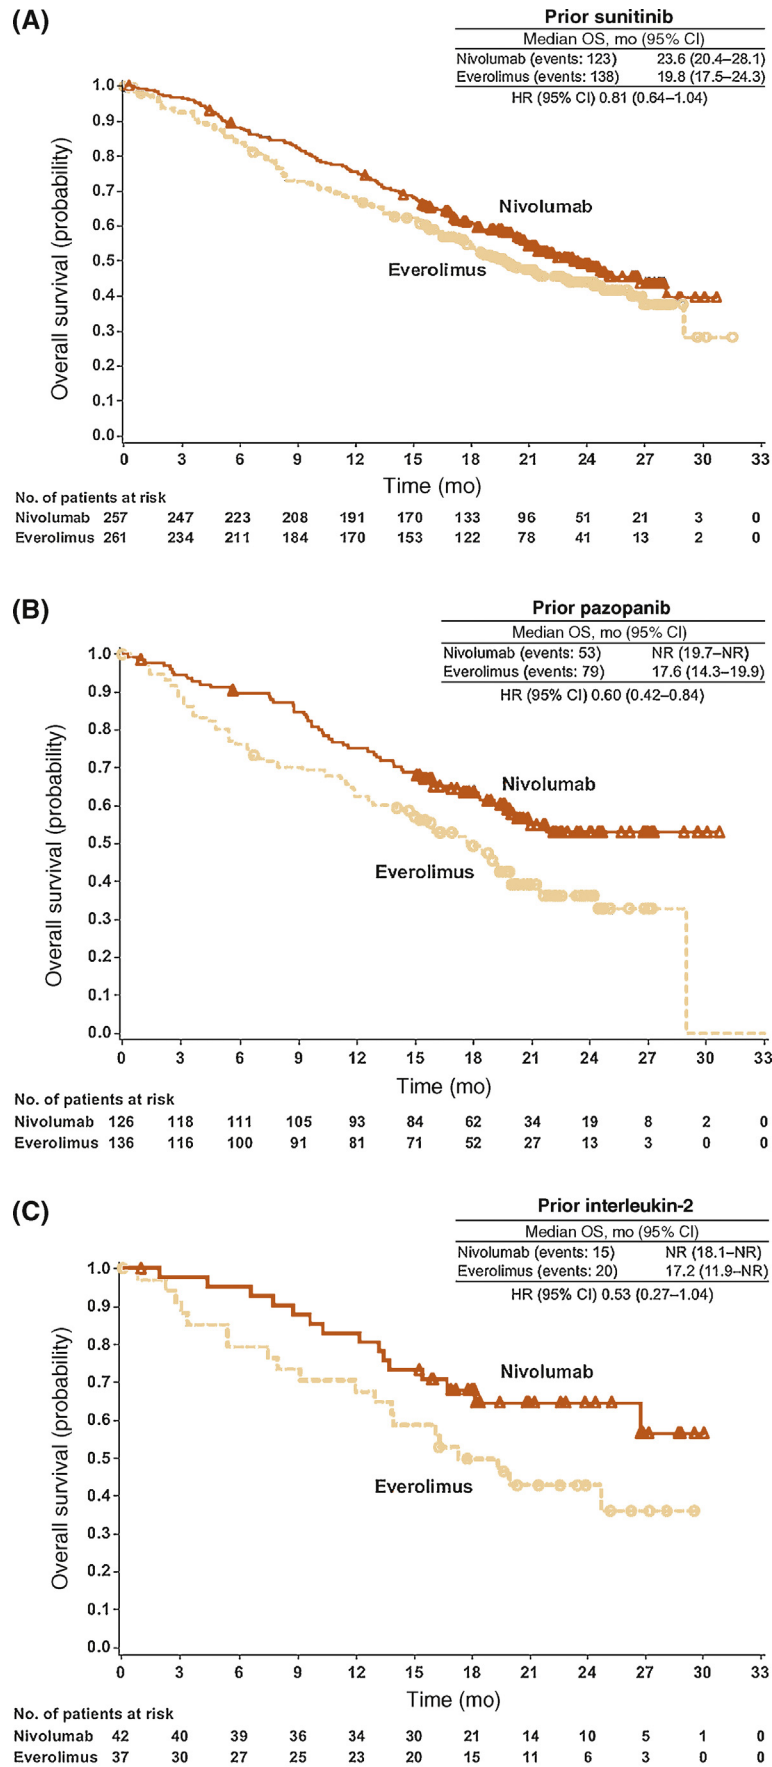 (A)
Prior sunitinib
Median OS, mo (95% CI)
Nivolumab (events: 123) 23.6 (20.4–28.1)
Everolimus (events: 138) 19.8 (17.5–24.3)
HR (95% CI) 0.81 (0.64–1.04)
Overall survival (probability)
1.0
0.9
0.8
0.7
0.6
0.5
0.4
0.3
0.2
0.1
0.0
Nivolumab
Everolimus
0 3 6 9 12 15 18 21 24 27 30 33
Time (mo)
No. of patients at risk
Nivolumab 257 247 223 208 191 170 133 96 51 21 3 0
Everolimus 261 234 211 184 170 153 122 78 41 13 2 0
(B)
Prior pazopanib
Median OS, mo (95% CI)
Nivolumab (events: 53) NR (19.7–NR)
Everolimus (events: 79) 17.6 (14.3–19.9)
HR (95% CI) 0.60 (0.42–0.84)
Overall survival (probability)
1.0
0.9
0.8
0.7
0.6
0.5
0.4
0.3
0.2
0.1
0.0
Nivolumab
Everolimus
0 3 6 9 12 15 18 21 24 27 30 33
Time (mo)
No. of patients at risk
Nivolumab 126 118 111 105 93 84 62 34 19 8 2 0
Everolimus 136 116 100 91 81 71 52 27 13 3 0 0
(C)
Prior interleukin-2
Median OS, mo (95% CI)
Nivolumab (events: 15) NR (18.1–NR)
Everolimus (events: 20) 17.2 (11.9–NR)
HR (95% CI) 0.53 (0.27–1.04)
Overall survival (probability)
1.0
0.9
0.8
0.7
0.6
0.5
0.4
0.3
0.2
0.1
0.0
Nivolumab
Everolimus
0 3 6 9 12 15 18 21 24 27 30 33
Time (mo)
No. of patients at risk
Nivolumab 42 40 39 36 34 30 21 14 10 5 1 0
Everolimus 37 30 27 25 23 20 15 11 6 3 0 0